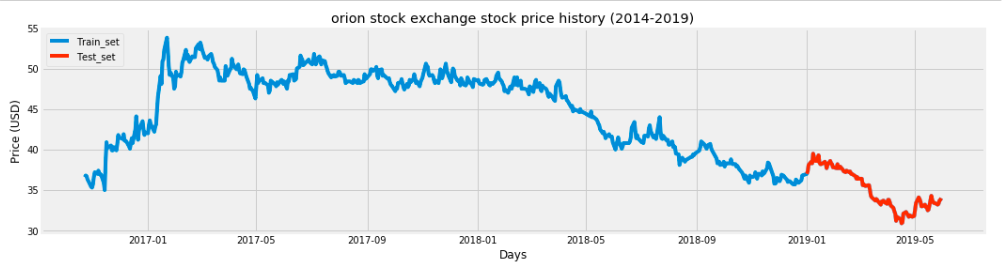 orion stock exchange stock price history (2014-2019)
Train_set
Test_set
Price (USD)
55
50
45
40
35
30
2017-01 2017-05 2017-09 2018-01 2018-05 2018-09 2019-01 2019-05
Days